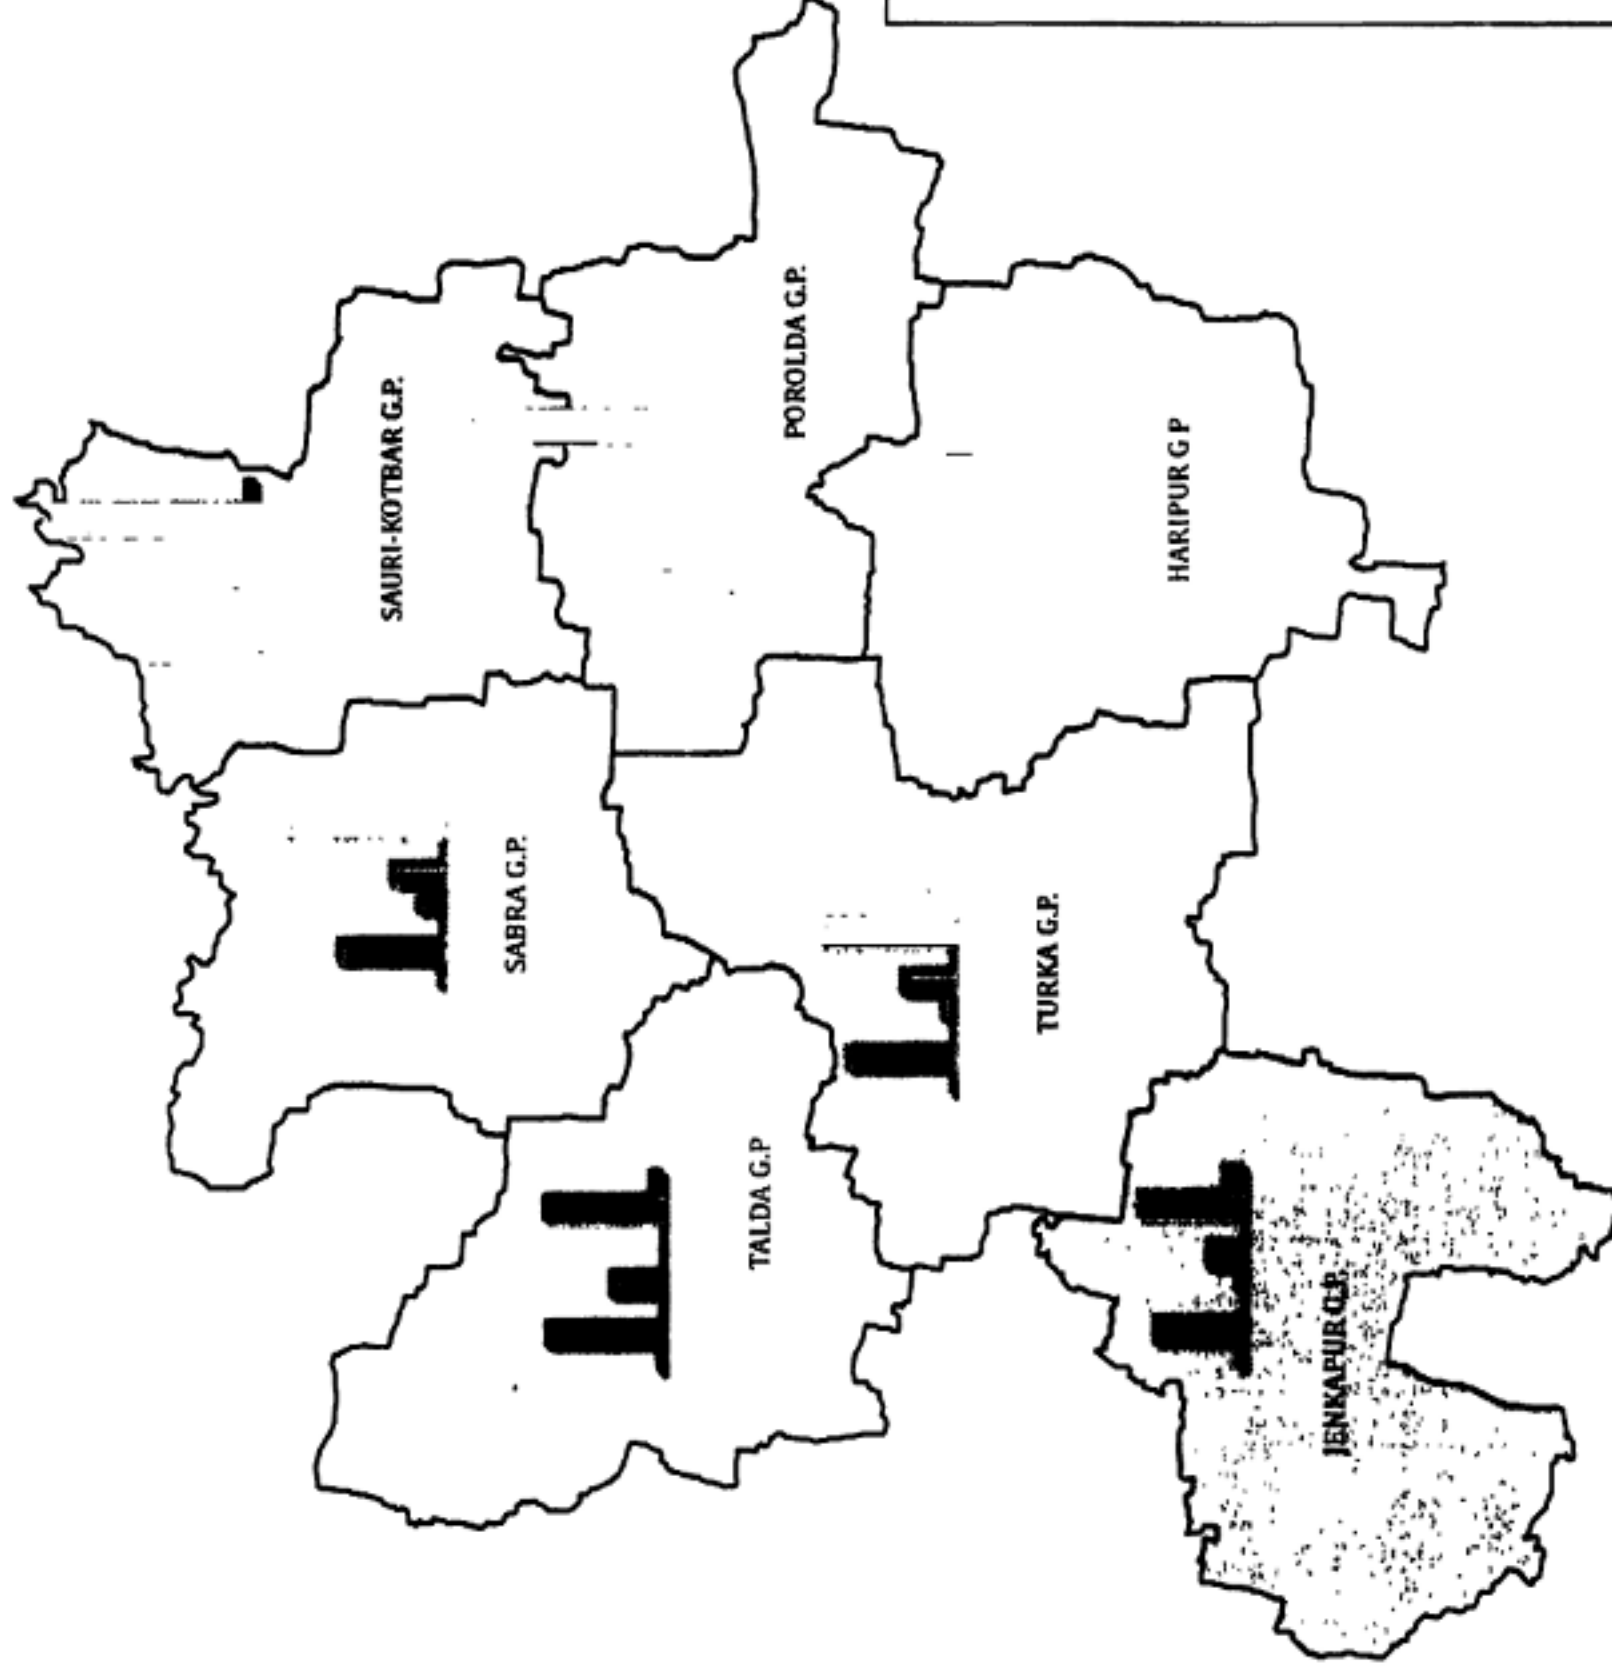 SAURI-KOTBAR G.P.
SABRA G.P.
POROLDA G.P.
TALDA G.P
TURKA G.P.
HARIPUR G P
JENKAPUR G.P.